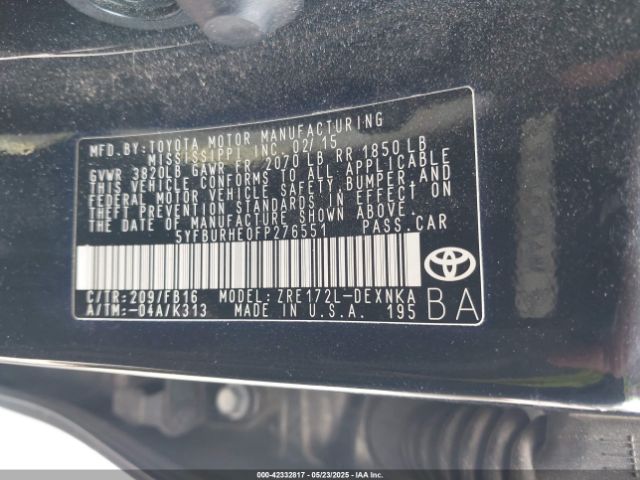 MFD.BY:TOYOTA MOTOR MANUFACTURING
MISSISSIPPI, INC. 02/15
GVWR 3820LB GAWR FR 2070 LB RR 1850 LB
THIS VEHICLE CONFORMS TO ALL APPLICABLE
FEDERAL MOTOR VEHICLE SAFETY, BUMPER, AND
THEFT PREVENTION STANDARDS IN EFFECT ON
THE DATE OF MANUFACTURE SHOWN ABOVE.
5YFBURHE0FP276551 PASS.CAR
C/TR:209/FB16 MODEL: ZRE172L-DEXNKA
A/TM:-04A/K313 MADE IN U.S.A. 195
TOYOTA
BA
000-42332817 - 05/23/2025 - IAAI INC.